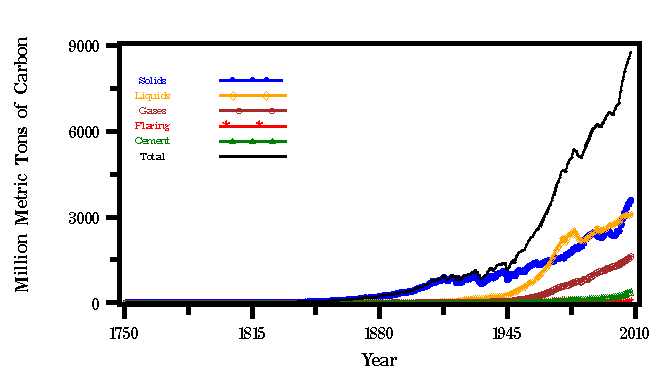 Million Metric Tons of Carbon
9000
6000
3000
0
Solids
Liquids
Gases
Flaring
Cement
Total
1750 1815 1880 1945 2010
Year